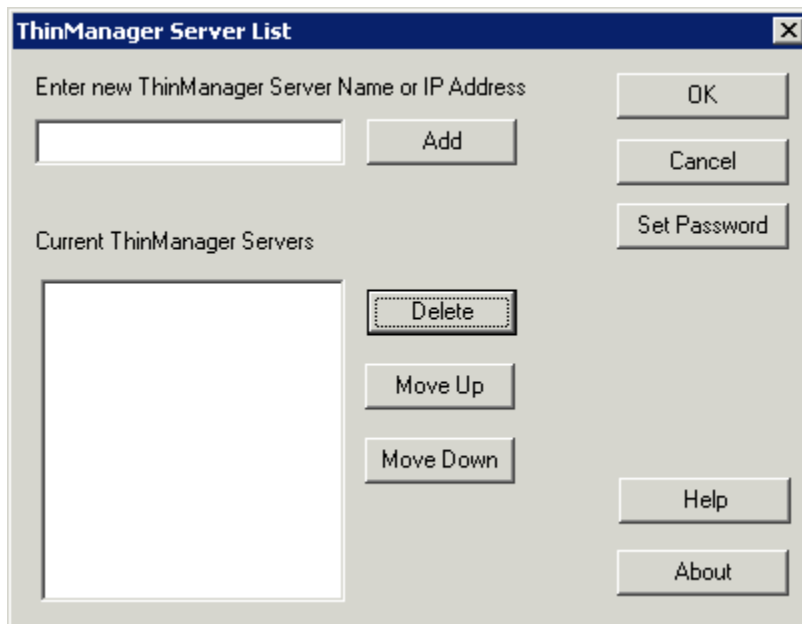 ThinManager Server List
Enter new ThinManager Server Name or IP Address
OK
Add
Cancel
Set Password
Current ThinManager Servers
Delete
Move Up
Move Down
Help
About